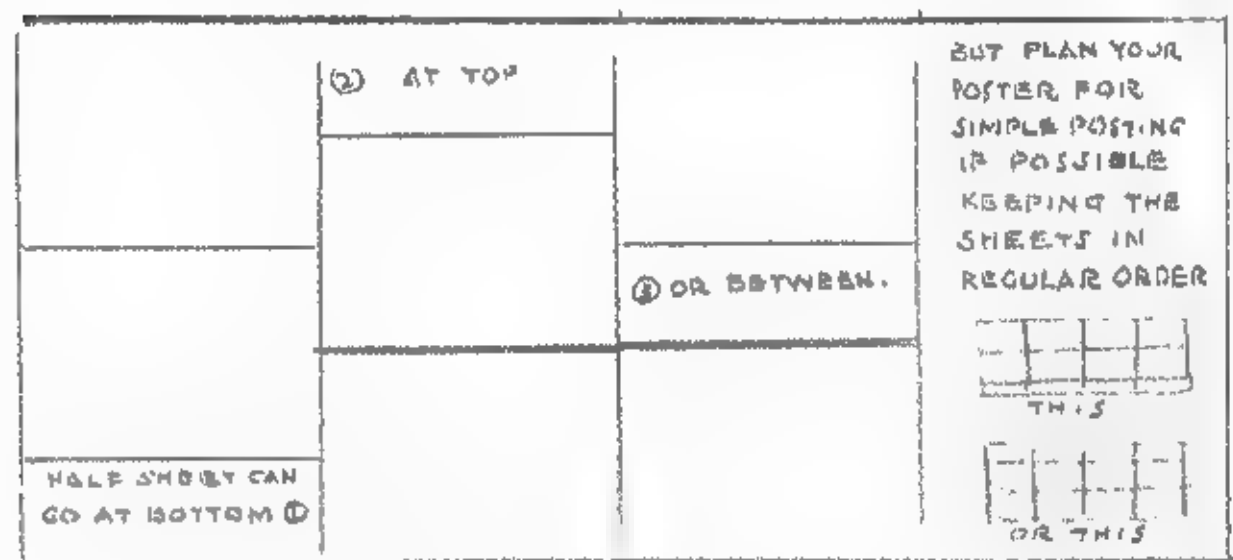 HALF SHEET CAN
GO AT BOTTOM ①
② AT TOP
③ OR BETWEEN.
BUT PLAN YOUR
POSTER FOR
SIMPLE POSTING
IF POSSIBLE
KEEPING THE
SHEETS IN
REGULAR ORDER
THIS
OR THIS